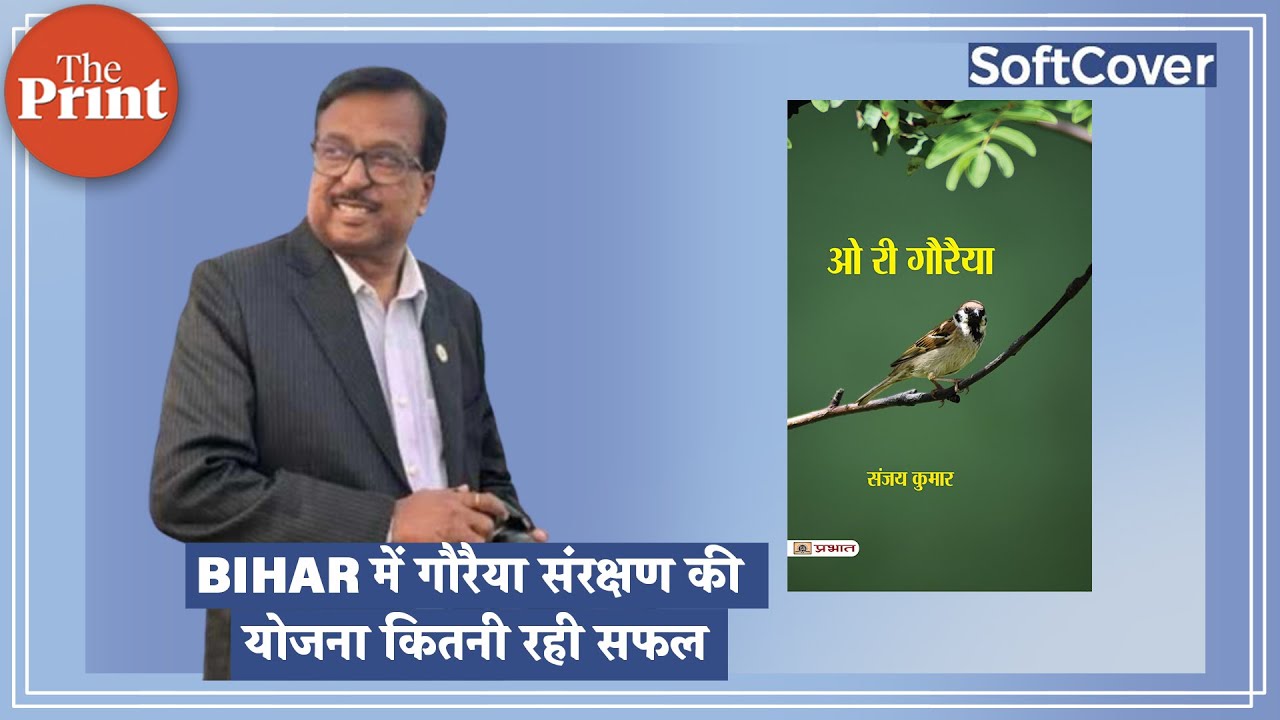 The
Print
SoftCover
ओ री गौरैया
संजय कुमार
प्रभात
BIHAR में गौरैया संरक्षण की
योजना कितनी रही सफल